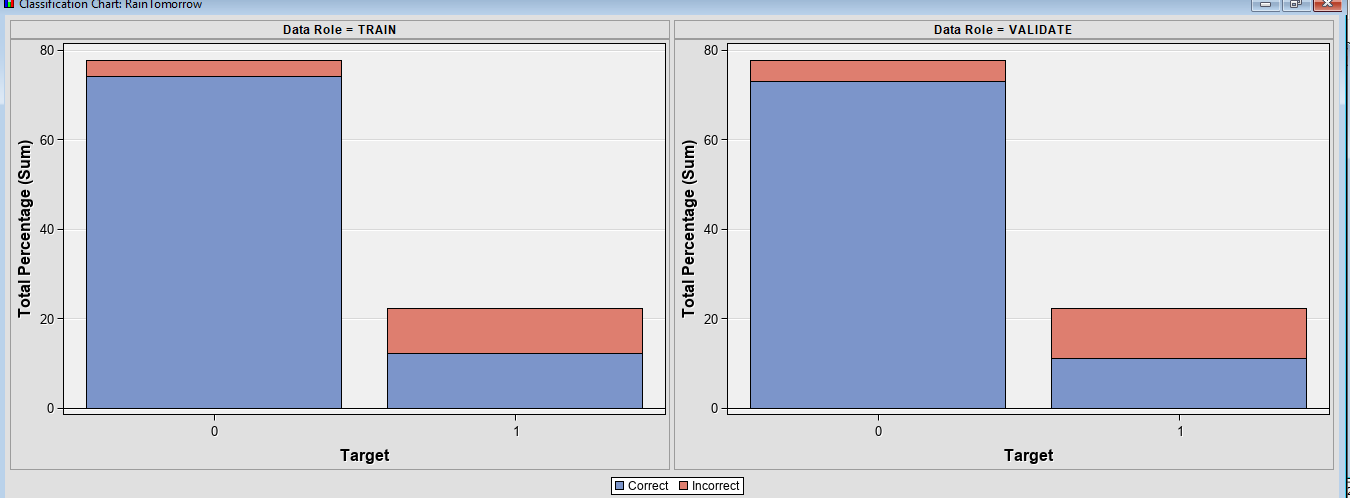 Classification Chart: RainTomorrow
Data Role = TRAIN
Data Role = VALIDATE
Total Percentage (Sum)
80
60
40
20
0
0
1
Target
Total Percentage (Sum)
80
60
40
20
0
0
1
Target
Correct Incorrect